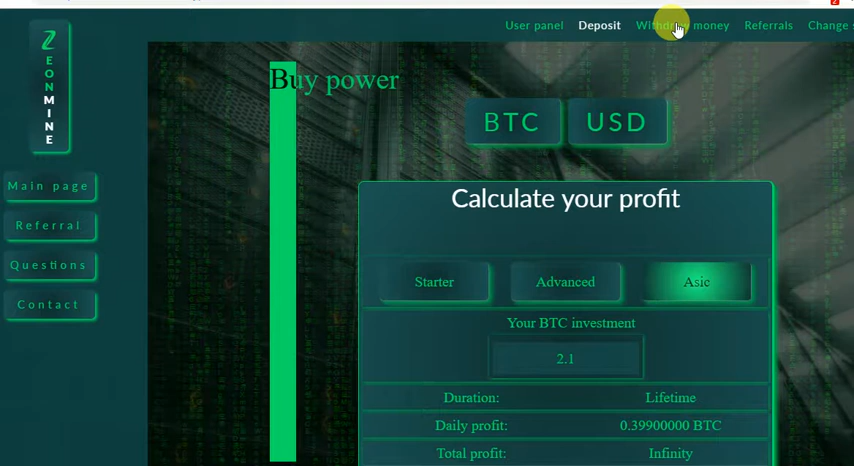 User panel Deposit Withdraw money Referrals Change
ZEONMINE
Buy power
BTC USD
Main page
Referral
Questions
Contact
Calculate your profit
Starter Advanced Asic
Your BTC investment
2.1
Duration: Lifetime
Daily profit: 0.39900000 BTC
Total profit: Infinity